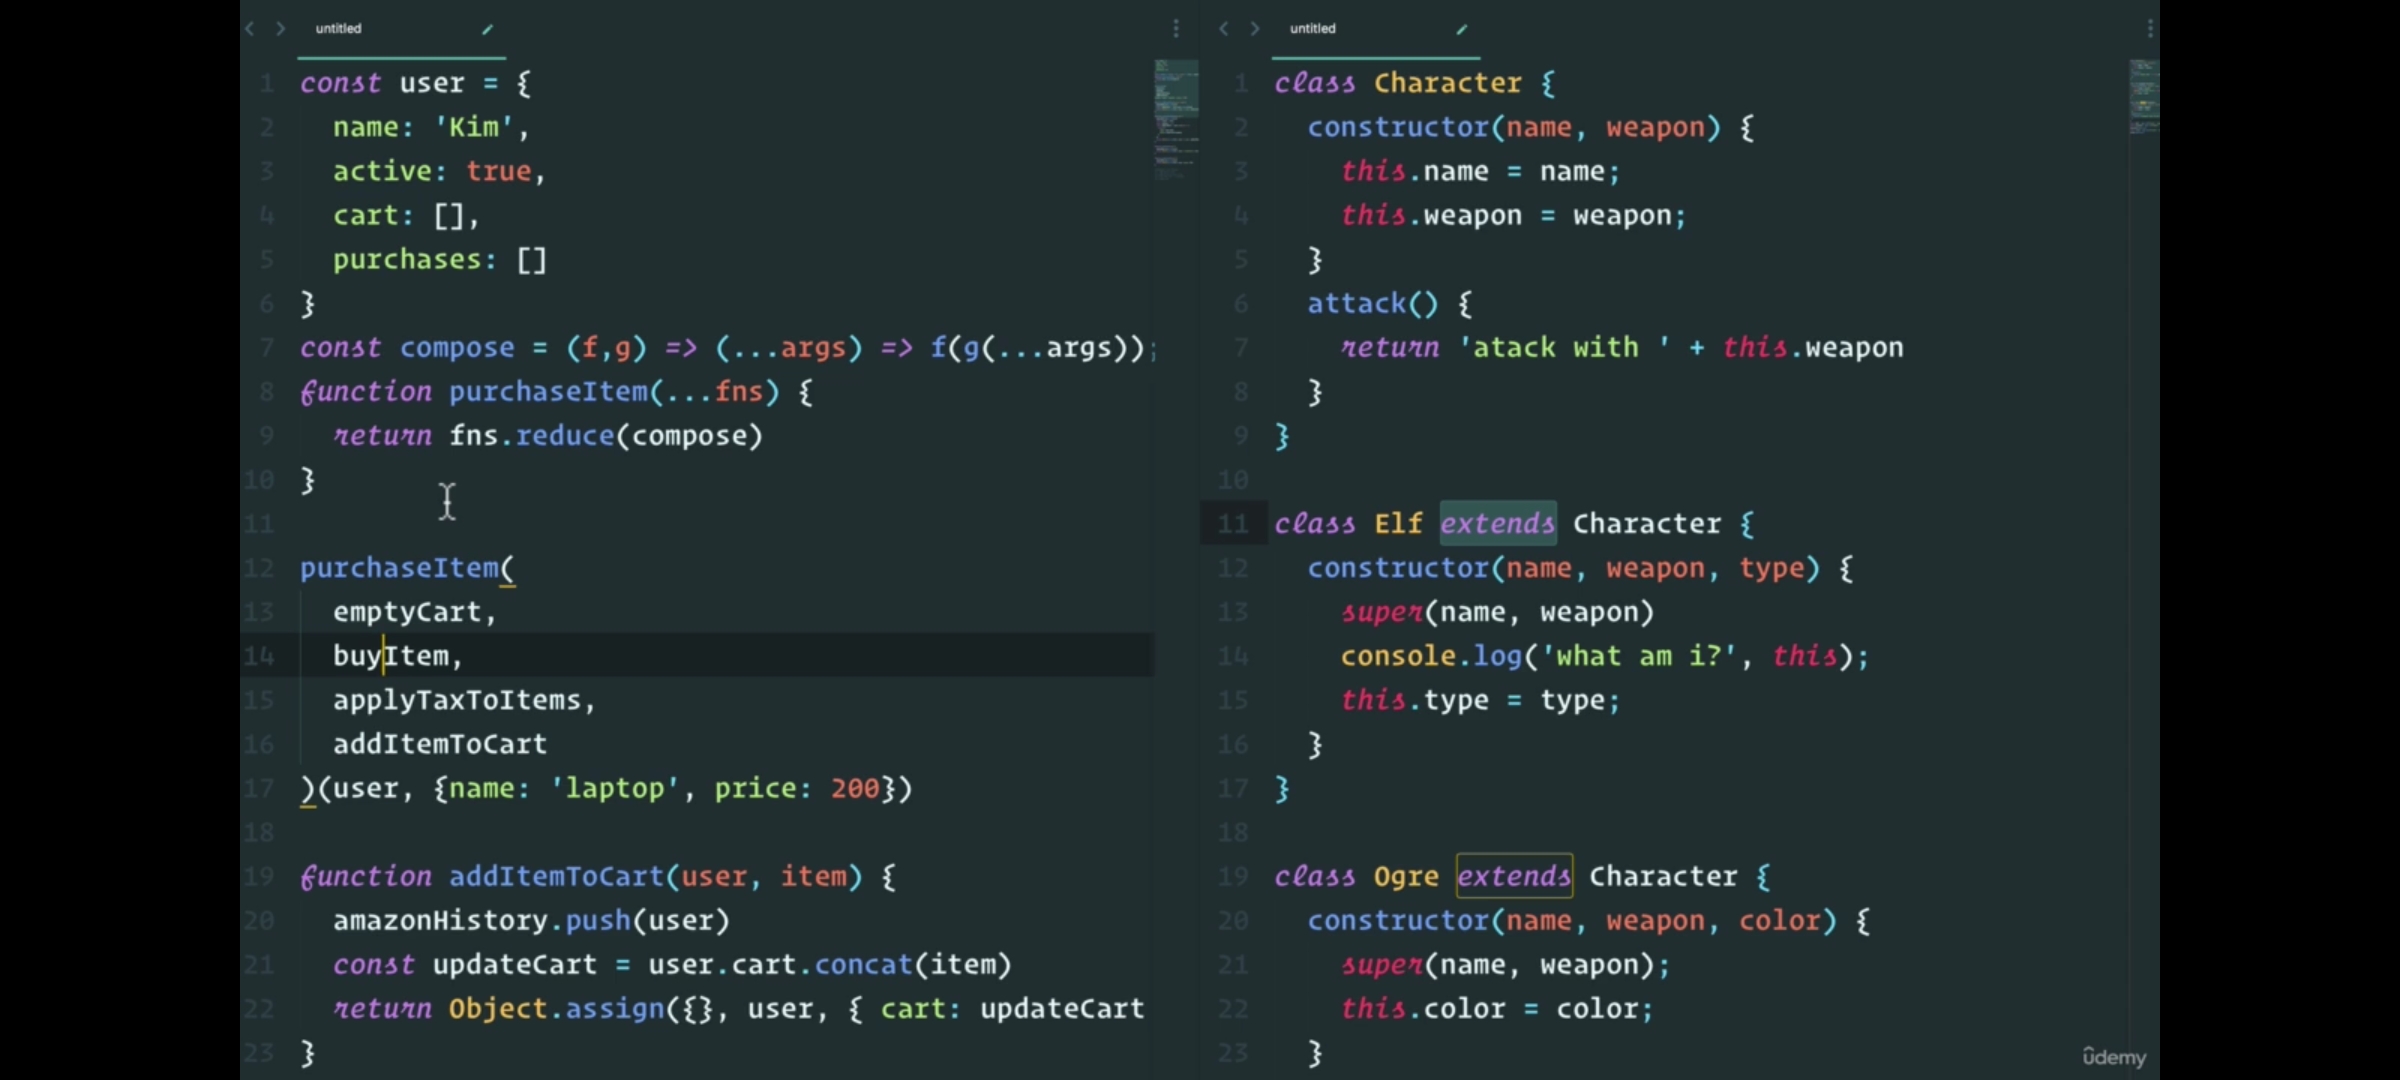 untitled
1 const user = {
2 name: 'Kim',
3 active: true,
4 cart: [],
5 purchases: []
6 }
7 const compose = (f,g) => (...args) => f(g(...args));
8 function purchaseItem(...fns) {
9 return fns.reduce(compose)
10 }
11
12 purchaseItem(
13 emptyCart,
14 buyItem,
15 applyTaxToItems,
16 addItemToCart
17 )(user, {name: 'laptop', price: 200})
18
19 function addItemToCart(user, item) {
20 amazonHistory.push(user)
21 const updateCart = user.cart.concat(item)
22 return Object.assign({}, user, { cart: updateCart
23 }
untitled
1 class Character {
2 constructor(name, weapon) {
3 this.name = name;
4 this.weapon = weapon;
5 }
6 attack() {
7 return 'atack with ' + this.weapon
8 }
9 }
10
11 class Elf extends Character {
12 constructor(name, weapon, type) {
13 super(name, weapon)
14 console.log('what am i?', this);
15 this.type = type;
16 }
17 }
18
19 class Ogre extends Character {
20 constructor(name, weapon, color) {
21 super(name, weapon);
22 this.color = color;
23 }
ûdemy